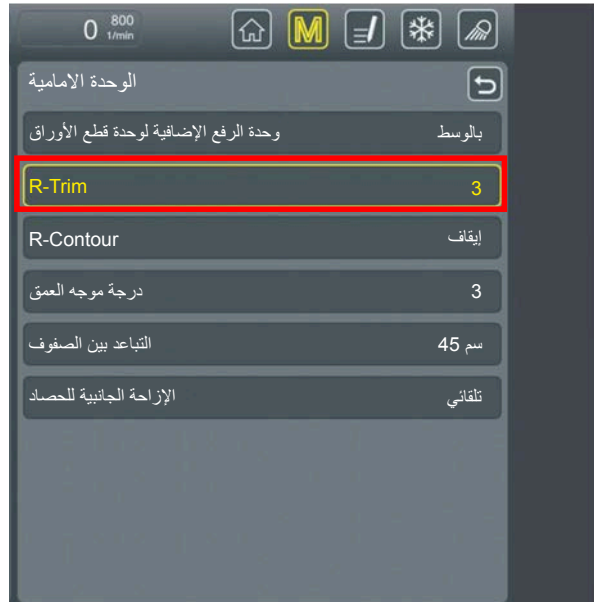 0 800 1/min M
الوحدة الامامية
وحدة الرفع الإضافية لوحدة قطع الأوراق بالوسط
R-Trim 3
R-Contour إيقاف
درجة موجه العمق 3
التباعد بين الصفوف 45 سم
الإزاحة الجانبية للحصاد تلقائي